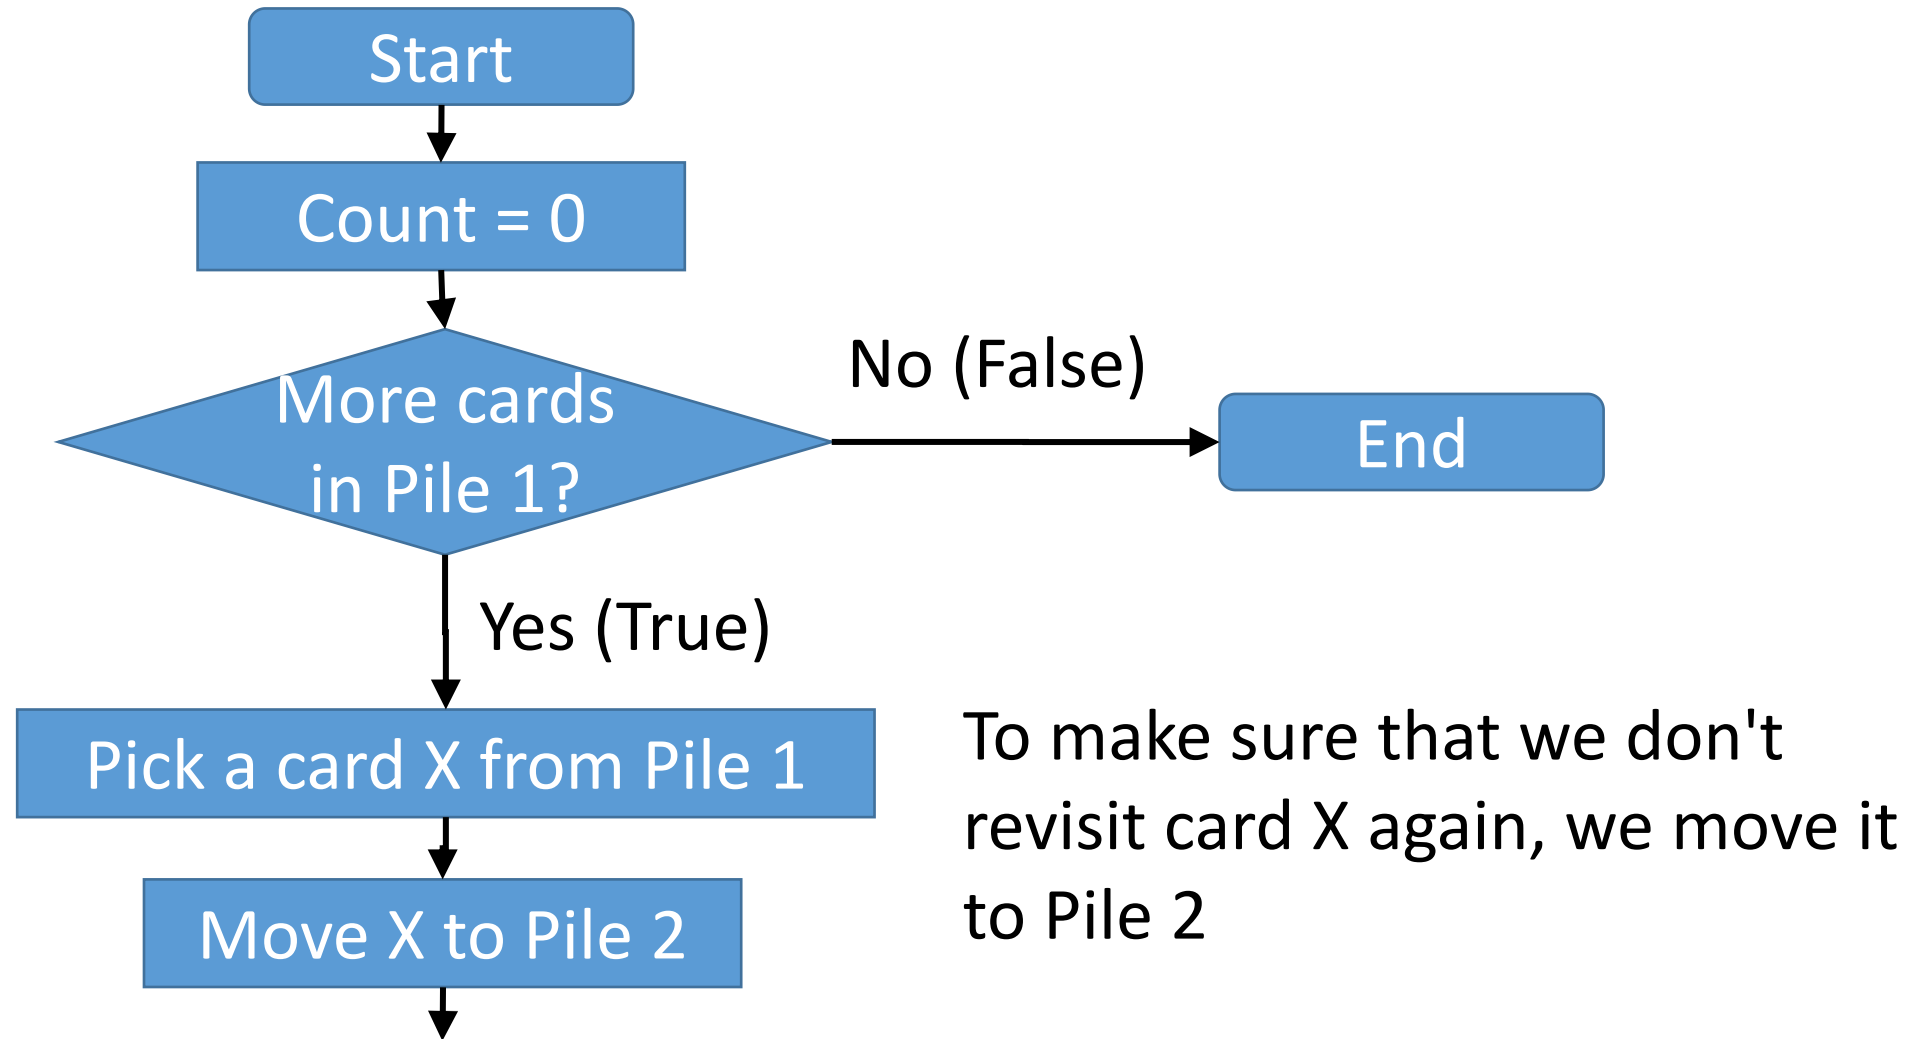 Start
Count = 0
More cards
in Pile 1?
No (False)
End
Yes (True)
Pick a card X from Pile 1
Move X to Pile 2
To make sure that we don't
revisit card X again, we move it
to Pile 2